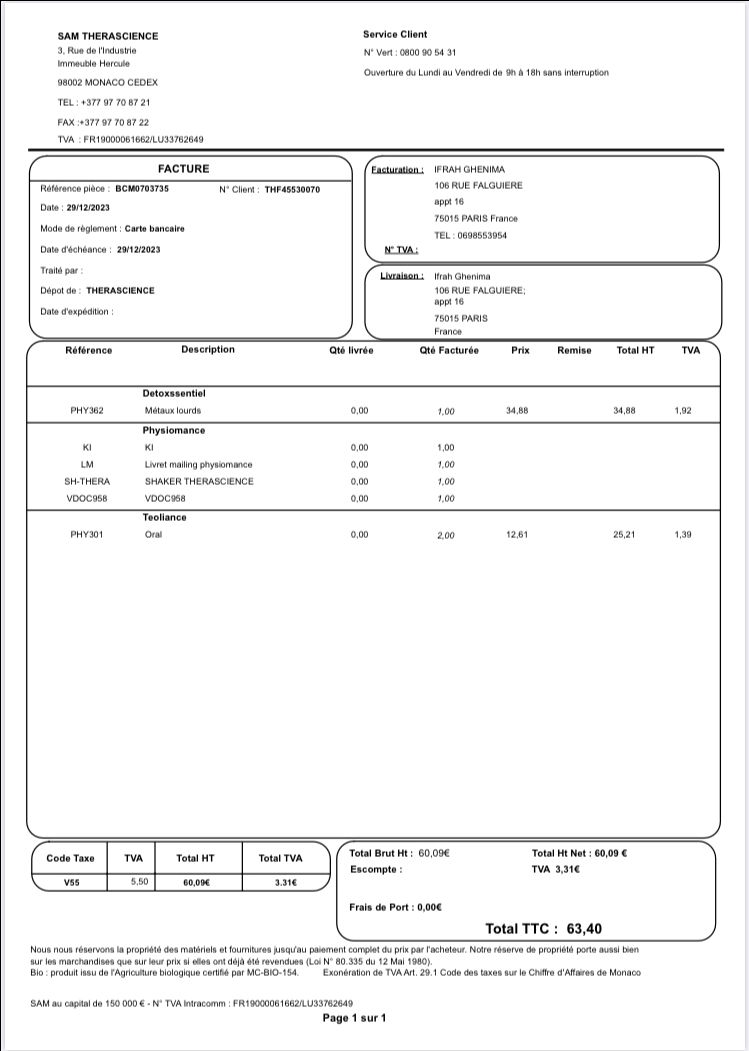 SAM THERASCIENCE
3, Rue de l'Industrie
Immeuble Hercule
98002 MONACO CEDEX
TEL : +377 97 70 87 21
FAX :+377 97 70 87 22
TVA : FR19000061662/LU33762649
Service Client
N° Vert : 0800 90 54 31
Ouverture du Lundi au Vendredi de 9h à 18h sans interruption
FACTURE
Référence pièce : BCM0703735 N° Client : THF45530070
Date : 29/12/2023
Mode de règlement : Carte bancaire
Date d'échéance : 29/12/2023
Traité par :
Dépot de : THERASCIENCE
Date d'expédition :
Facturation : IFRAH GHENIMA
106 RUE FALGUIERE
appt 16
75015 PARIS France
TEL : 0698553954
N° TVA :
Livraison : Ifrah Ghenima
106 RUE FALGUIERE;
appt 16
75015 PARIS
France
Référence Description Qté livrée Qté Facturée Prix Remise Total HT TVA
Detoxssentiel
PHY362 Métaux lourds 0,00 1,00 34,88 34,88 1,92
Physiomance
KI KI 0,00 1,00
LM Livret mailing physiomance 0,00 1,00
SH-THERA SHAKER THERASCIENCE 0,00 1,00
VDOC958 VDOC958 0,00 1,00
Teoliance
PHY301 Oral 0,00 2,00 12,61 25,21 1,39
Code Taxe TVA Total HT Total TVA
V55 5,50 60,09€ 3.31€
Total Brut Ht : 60,09€ Total Ht Net : 60,09 €
Escompte : TVA 3,31€
Frais de Port : 0,00€
Total TTC : 63,40
Nous nous réservons la propriété des matériels et fournitures jusqu'au paiement complet du prix par l'acheteur. Notre réserve de propriété porte aussi bien
sur les marchandises que sur leur prix si elles ont déjà été revendues (Loi N° 80.335 du 12 Mai 1980).
Bio : produit issu de l'Agriculture biologique certifié par MC-BIO-154. Exonération de TVA Art. 29.1 Code des taxes sur le Chiffre d'Affaires de Monaco
SAM au capital de 150 000 € - N° TVA Intracomm : FR19000061662/LU33762649
Page 1 sur 1